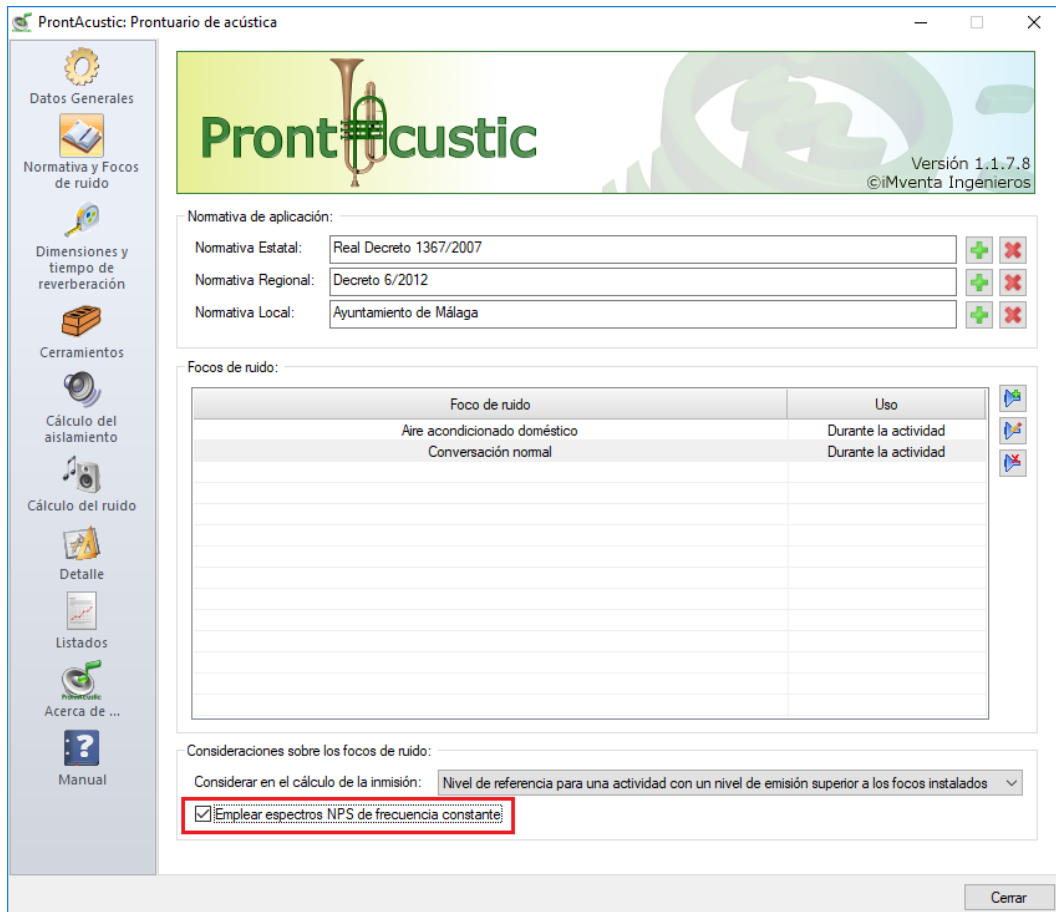 ProntAcustic: Prontuario de acústica
Datos Generales
Normativa y Focos
de ruido
Dimensiones y
tiempo de
reverberación
Cerramientos
Cálculo del
aislamiento
Cálculo del ruido
Detalle
Listados
ProntAcustic
Acerca de ...
Manual
ProntAcustic
Versión 1.1.7.8
©iMventa Ingenieros
Normativa de aplicación:
Normativa Estatal: Real Decreto 1367/2007
Normativa Regional: Decreto 6/2012
Normativa Local: Ayuntamiento de Málaga
Focos de ruido:
Foco de ruido Uso
Aire acondicionado doméstico Durante la actividad
Conversación normal Durante la actividad
Consideraciones sobre los focos de ruido:
Considerar en el cálculo de la inmisión: Nivel de referencia para una actividad con un nivel de emisión superior a los focos instalados
Emplear espectros NPS de frecuencia constante
Cerrar